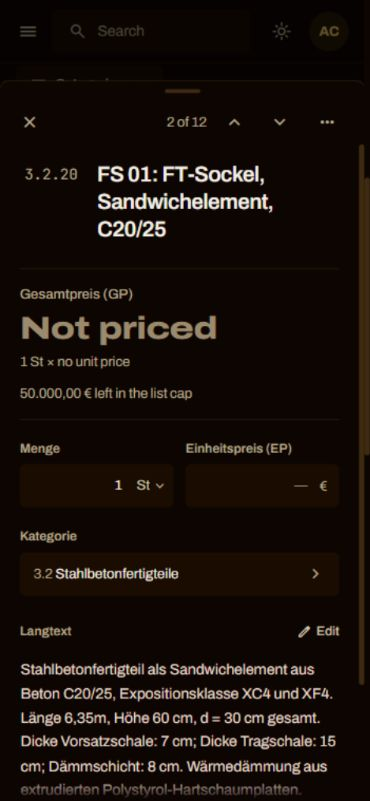 Search
AC
2 of 12
3.2.20
FS 01: FT-Sockel,
Sandwichelement,
C20/25
Gesamtpreis (GP)
Not priced
1 St × no unit price
50.000,00 € left in the list cap
Menge
Einheitspreis (EP)
1 St
— €
Kategorie
3.2 Stahlbetonfertigteile
Langtext
Edit
Stahlbetonfertigteil als Sandwichelement aus
Beton C20/25, Expositionsklasse XC4 und XF4.
Länge 6,35m, Höhe 60 cm, d = 30 cm gesamt.
Dicke Vorsatzschale: 7 cm; Dicke Tragschale: 15
cm; Dämmschicht: 8 cm. Wärmedämmung aus
extrudierten Polystyrol-Hartschaumplatten.